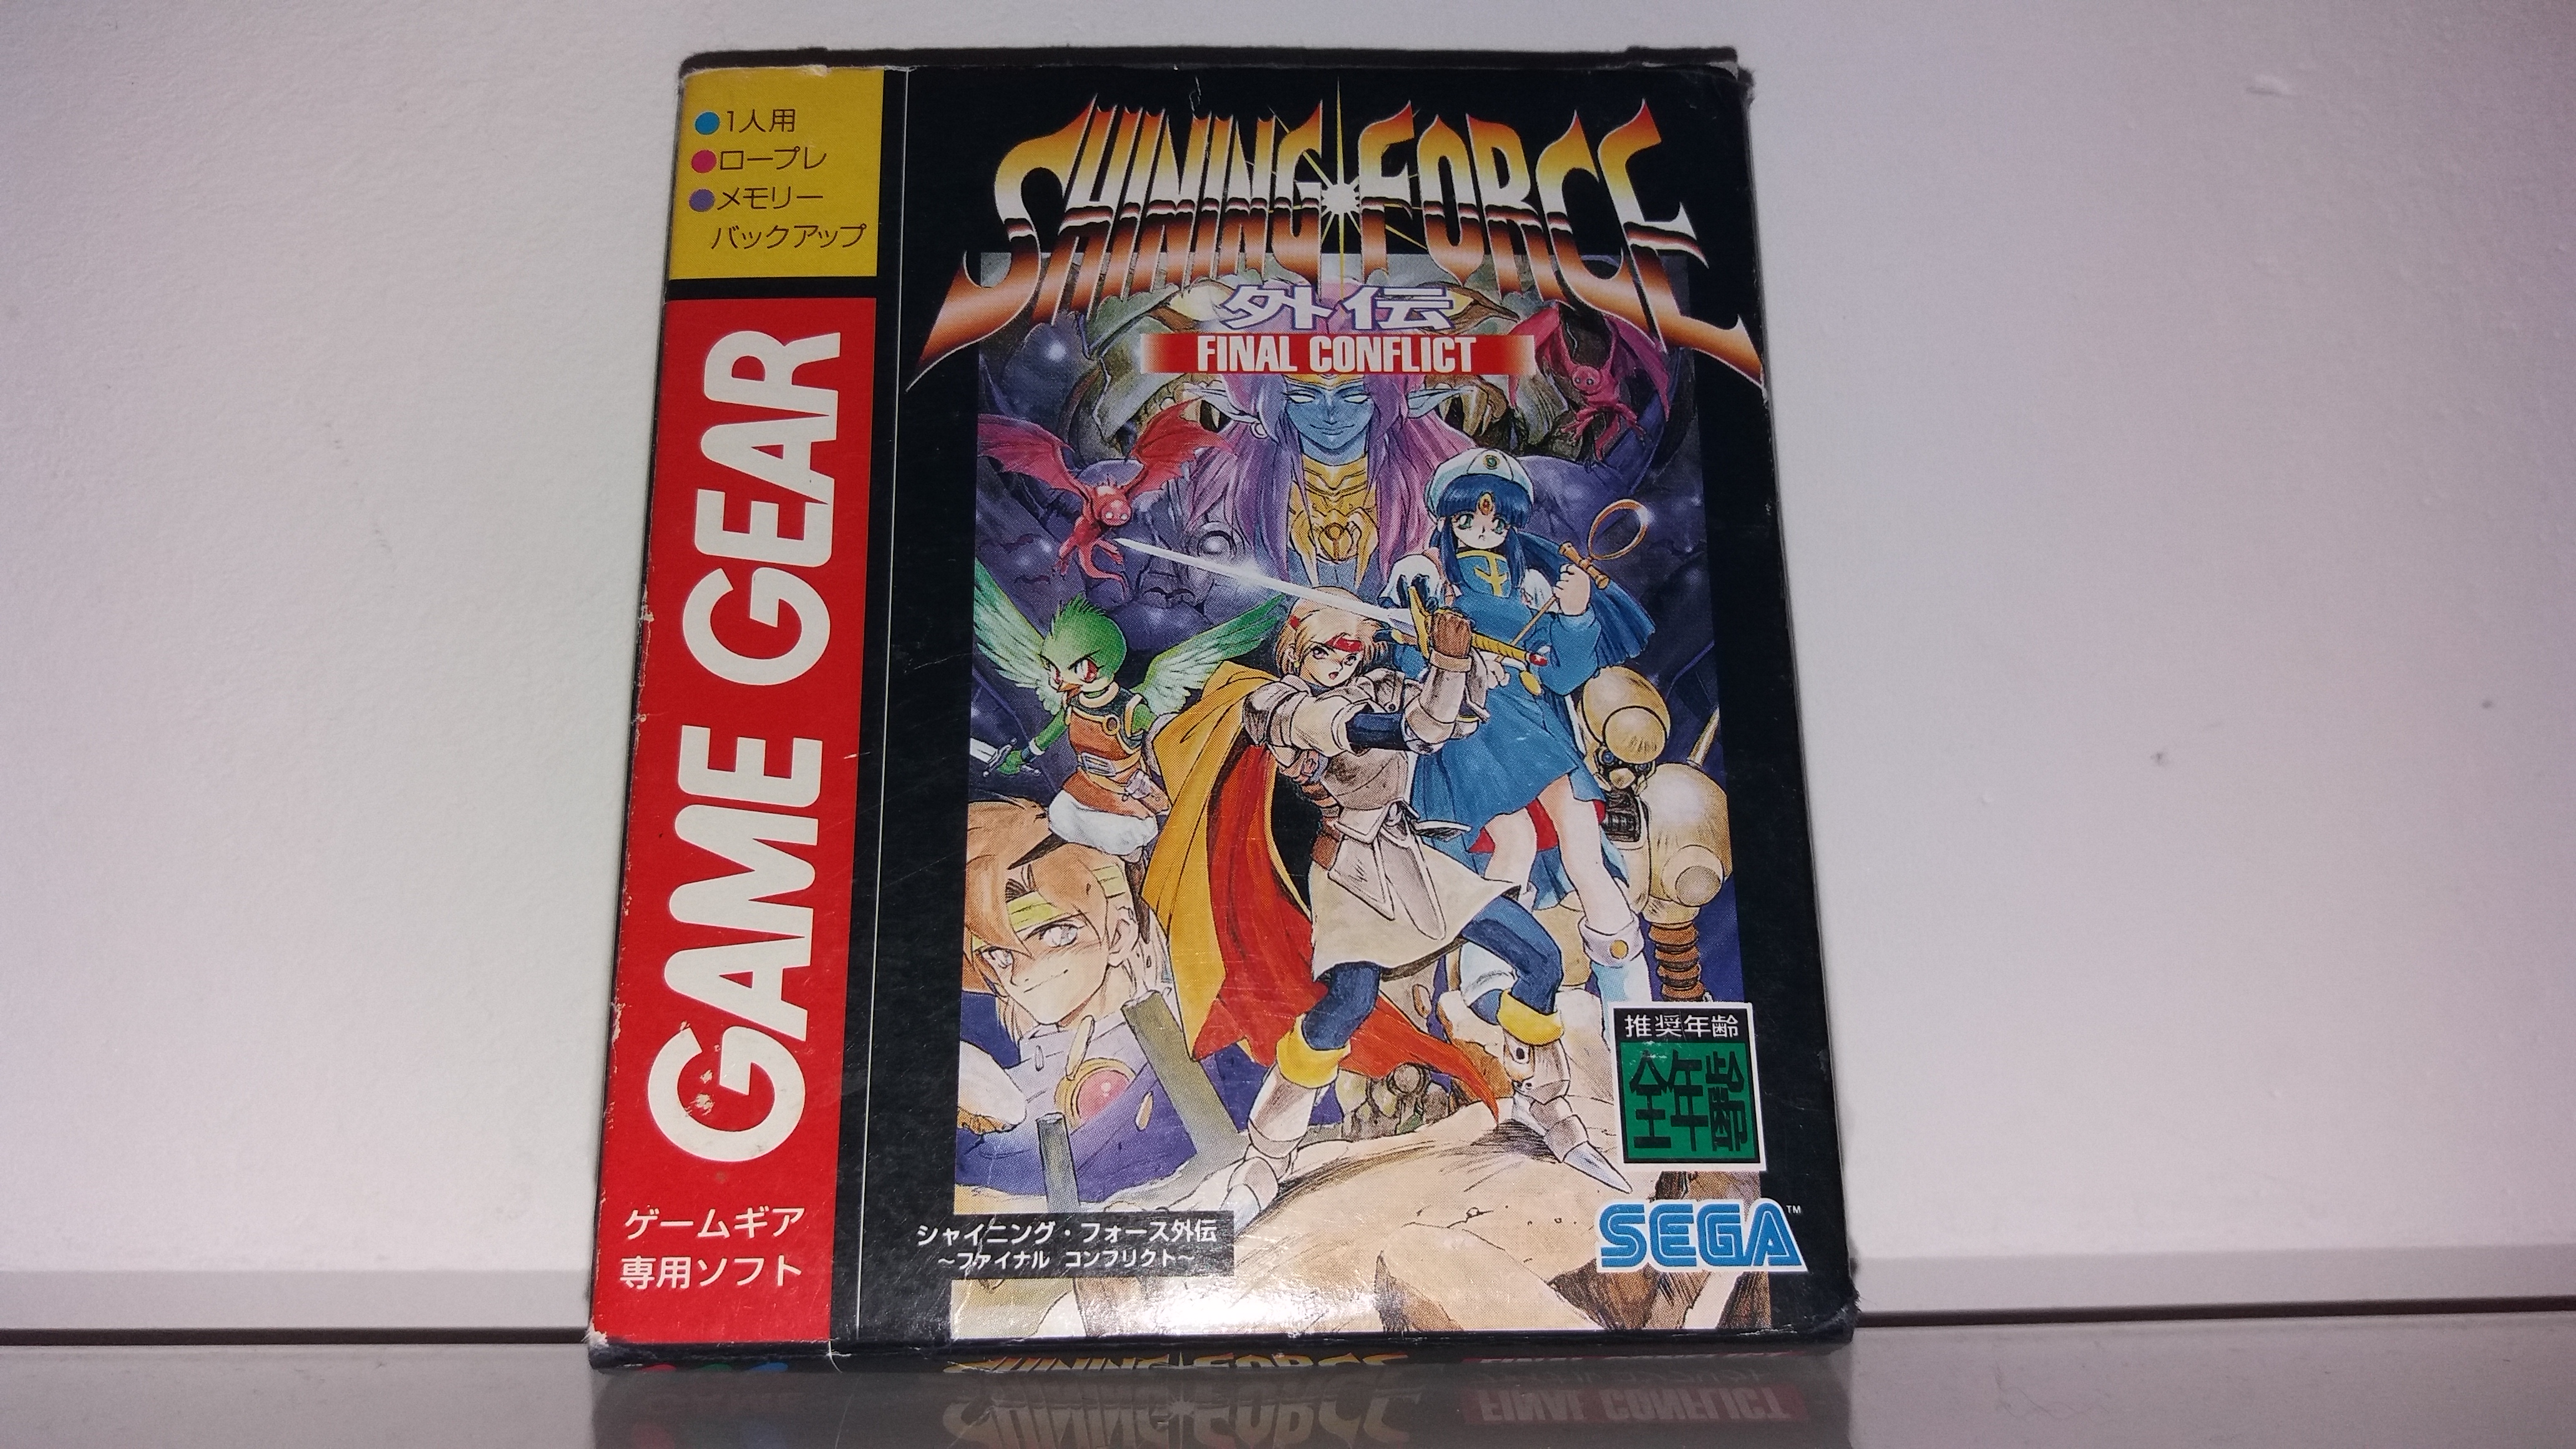 ●1人用
●ロープレ
●メモリー
バックアップ
GAME GEAR
ゲームギア
専用ソフト
SHINING FORCE
外伝
FINAL CONFLICT
推奨年齢
全年齢
シャイニング・フォース外伝
～ファイナル コンフリクト～
SEGA™